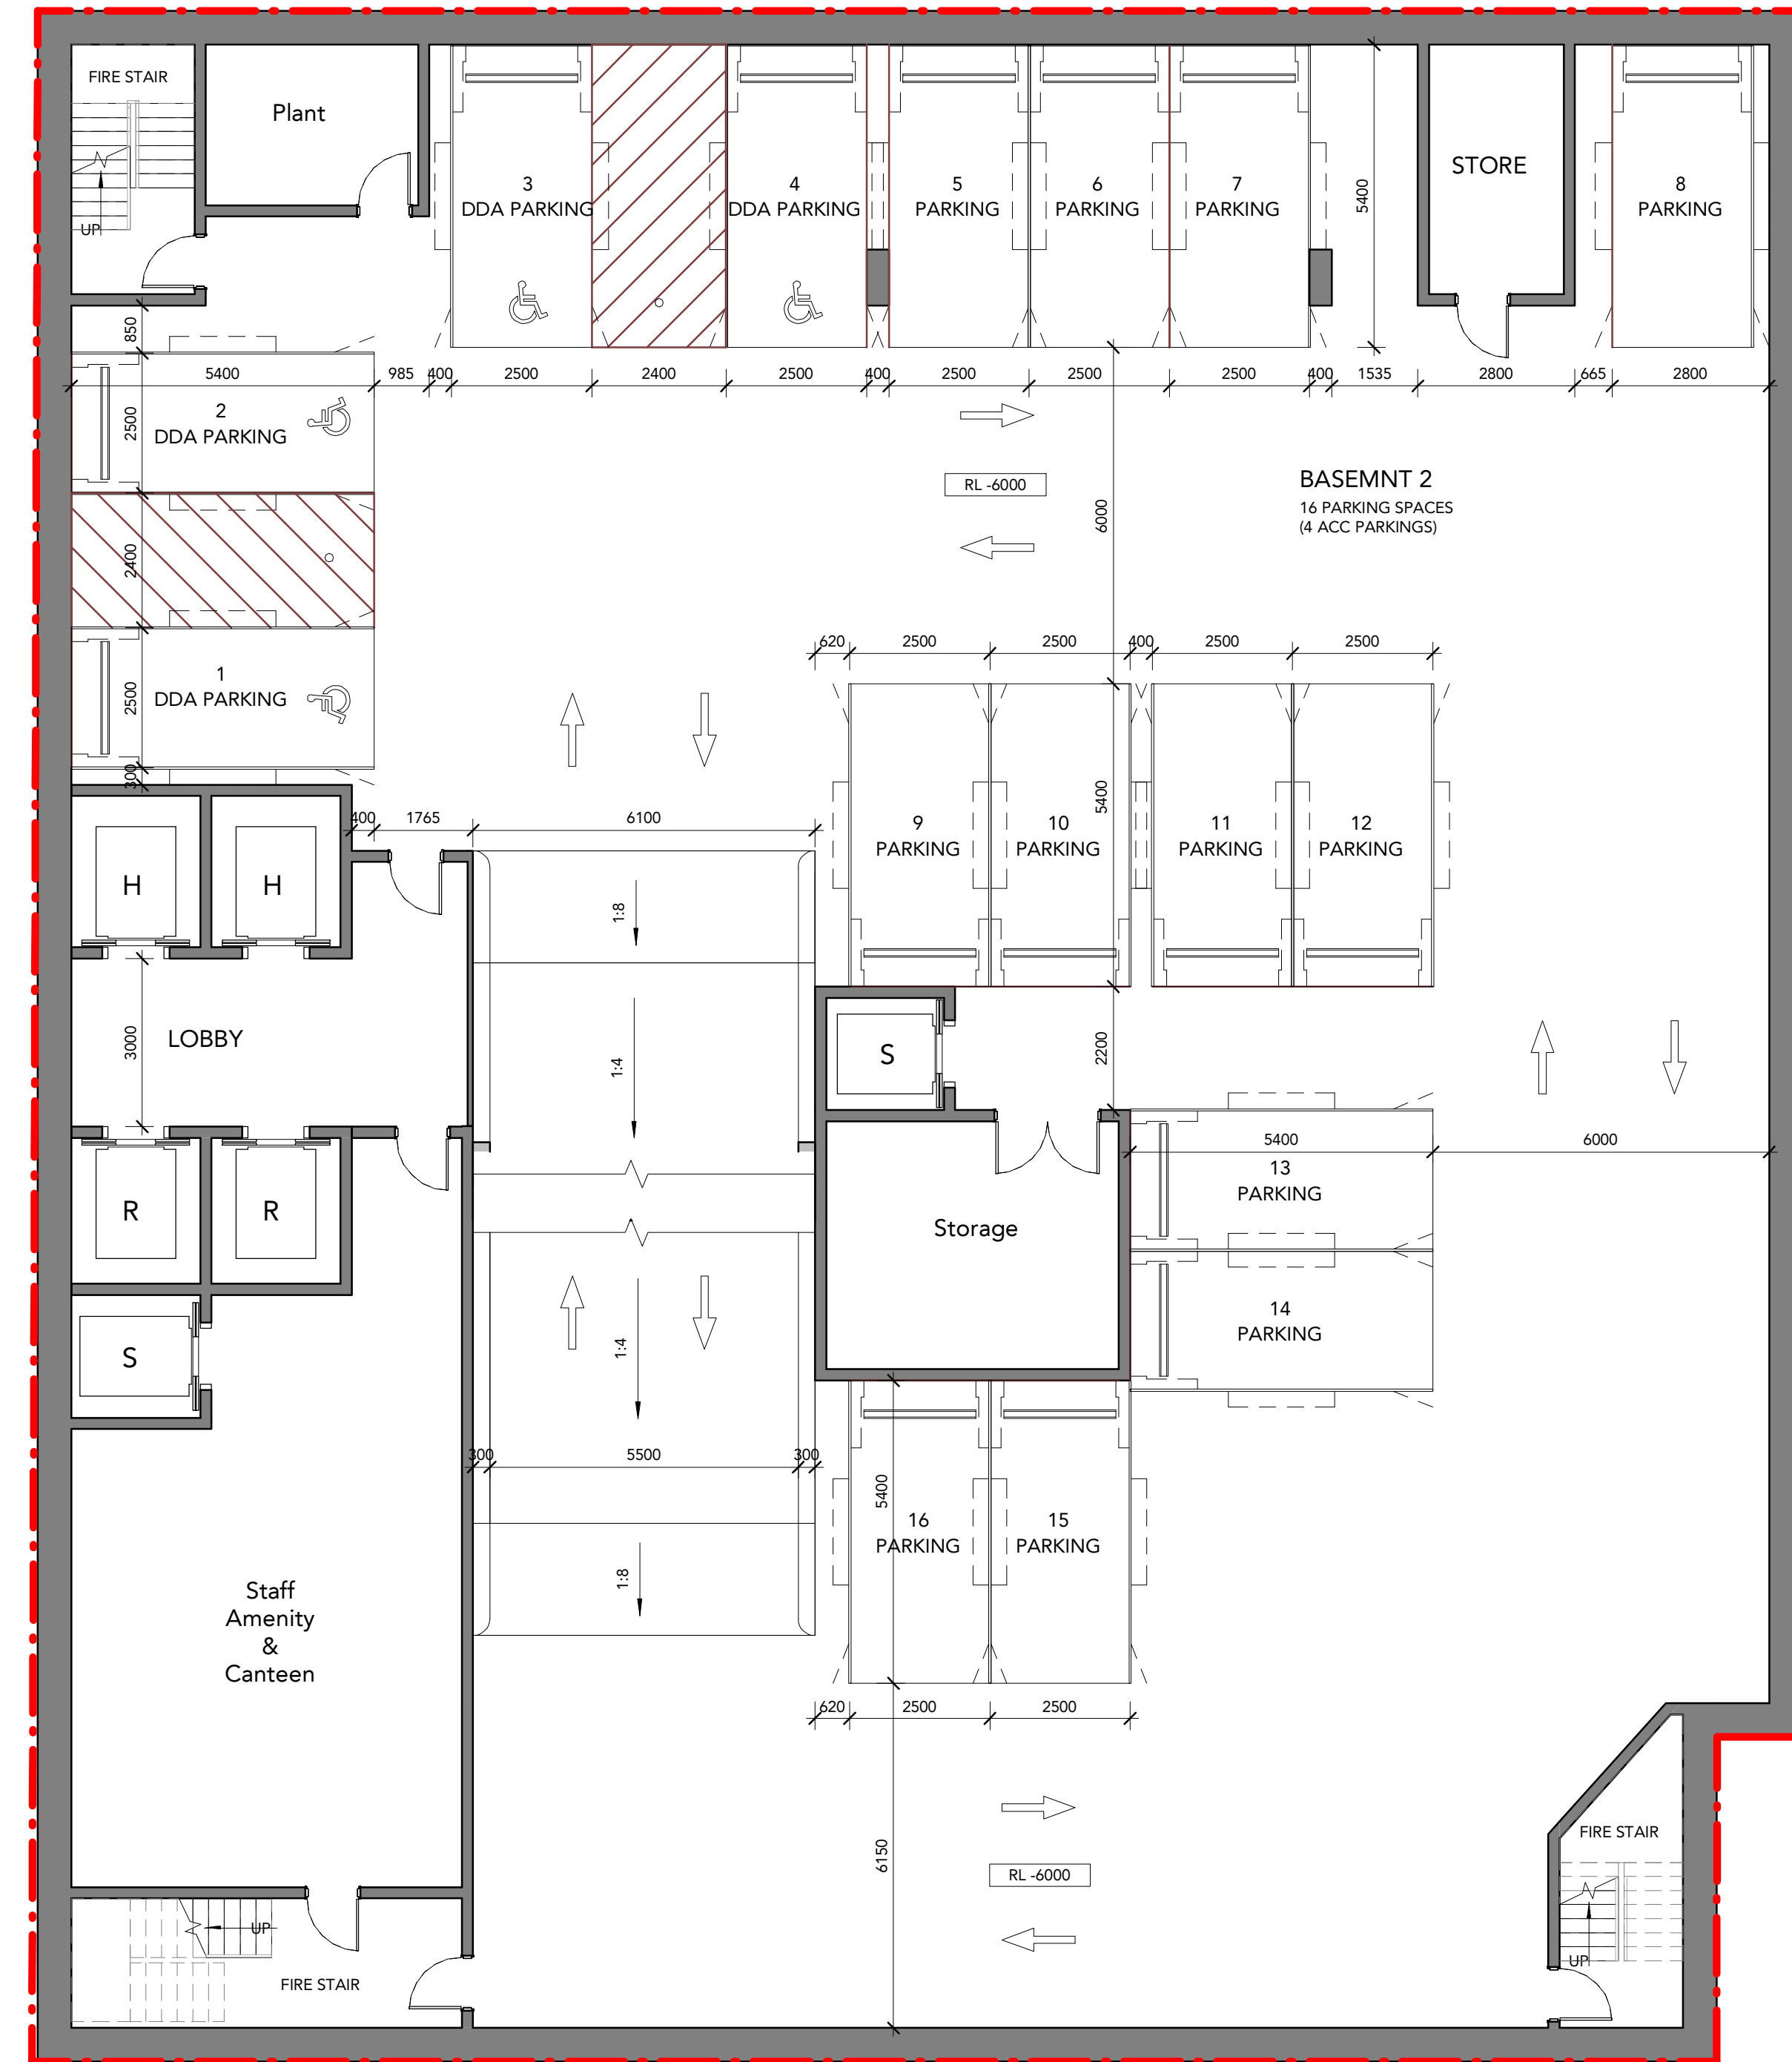 FIRE STAIR
Plant
UP
3
DDA PARKING
4
DDA PARKING
5
PARKING
6
PARKING
7
PARKING
5400
STORE
8
PARKING
850
5400
985
400
2500
2400
2500
400
2500
2500
2500
400
1535
2800
665
2800
2
DDA PARKING
2500
RL -6000
6000
BASEMNT 2
16 PARKING SPACES
(4 ACC PARKINGS)
2400
1
DDA PARKING
2500
300
620
2500
2500
400
2500
2500
400
1765
6100
5400
9
PARKING
10
PARKING
11
PARKING
12
PARKING
H
H
1:8
LOBBY
3000
1:4
S
2200
5400
6000
13
PARKING
R
R
Storage
14
PARKING
S
1:4
300
5500
300
5400
16
PARKING
15
PARKING
1:8
Staff
Amenity
&
Canteen
620
2500
2500
6150
RL -6000
FIRE STAIR
UP
UP
FIRE STAIR